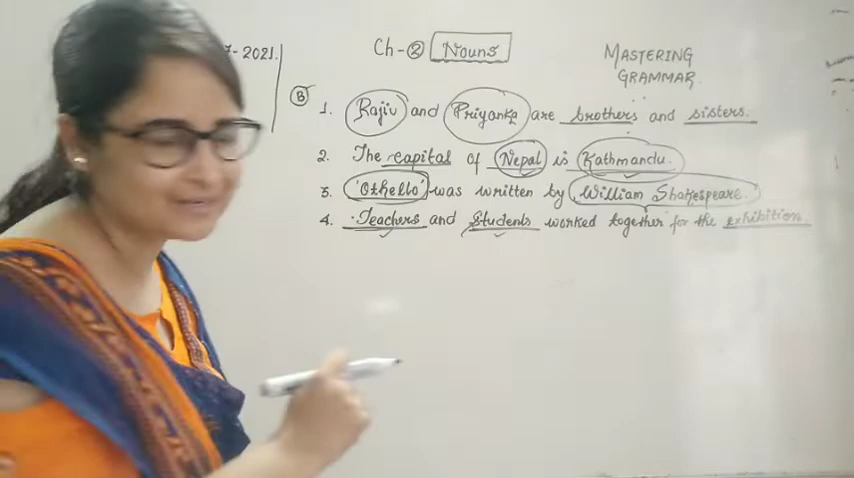 7-2021.
Ch-② Nouns
MASTERING
GRAMMAR.
Ⓑ
1. Rajiv and Priyanka are brothers and sisters.
2. The capital of Nepal is Kathmandu.
3. 'Othello' was written by William Shakespeare.
4. Teachers and Students worked together for the exhibition.